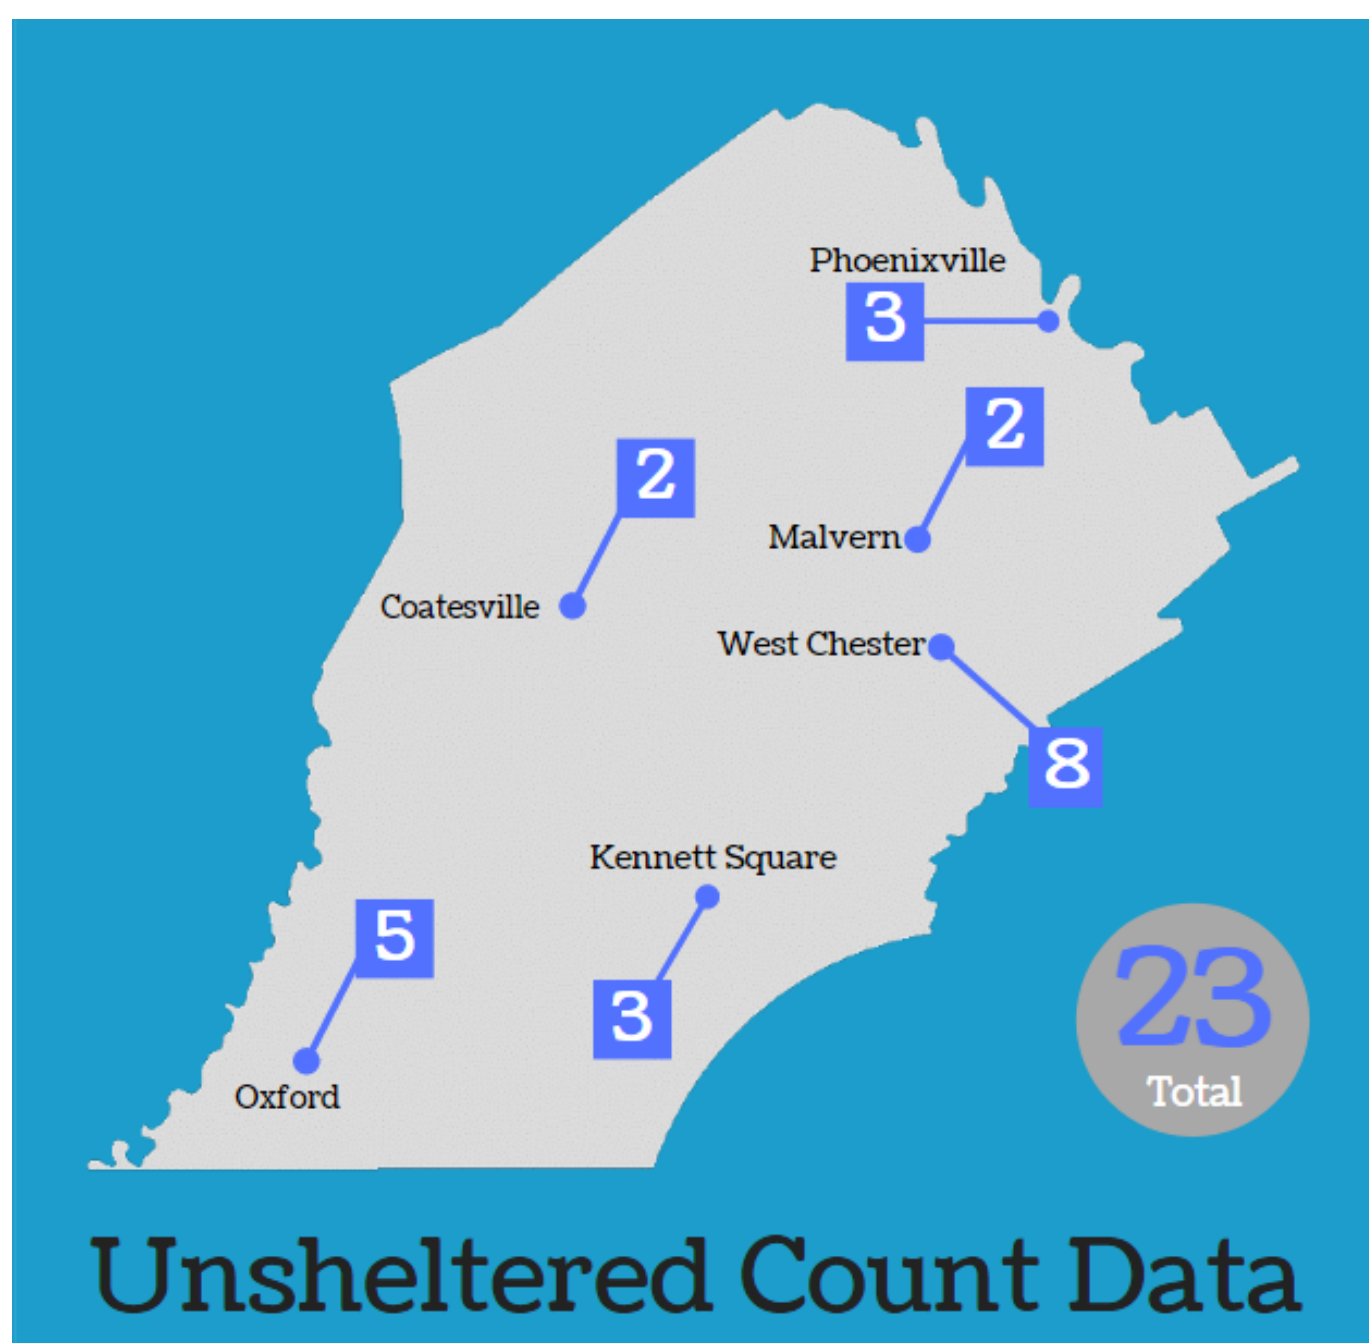 Phoenixville
3
2
2
Malvern
Coatesville
West Chester
8
Kennett Square
5
3
Oxford
23
Total
Unsheltered Count Data